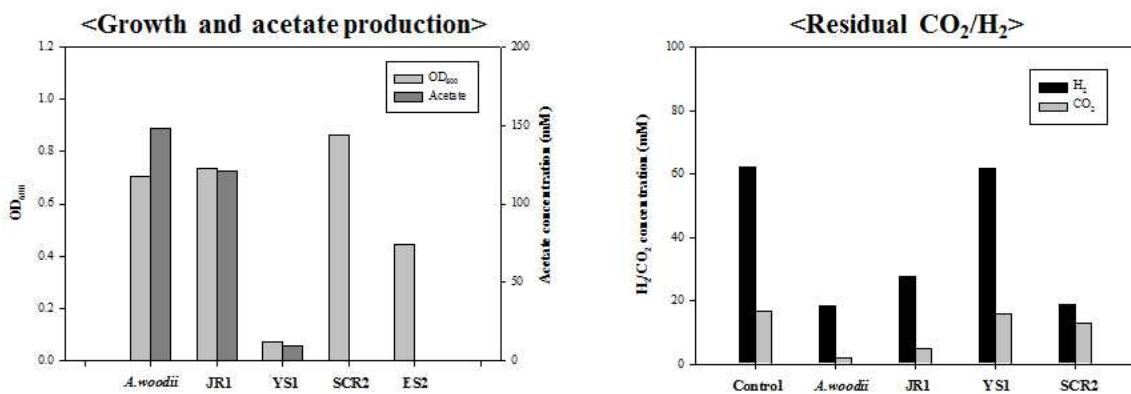 <Growth and acetate production>
1.2
1.0
0.8
0.6
0.4
0.2
0.0
OD₆₀₀
200
150
100
50
0
Acetate concentration (mM)
OD₆₀₀
Acetate
A.woodii JR1 YS1 SCR2 ES2
<Residual CO₂/H₂>
100
80
60
40
20
0
H₂/CO₂ concentration (mM)
H₂
CO₂
Control A.woodii JR1 YS1 SCR2